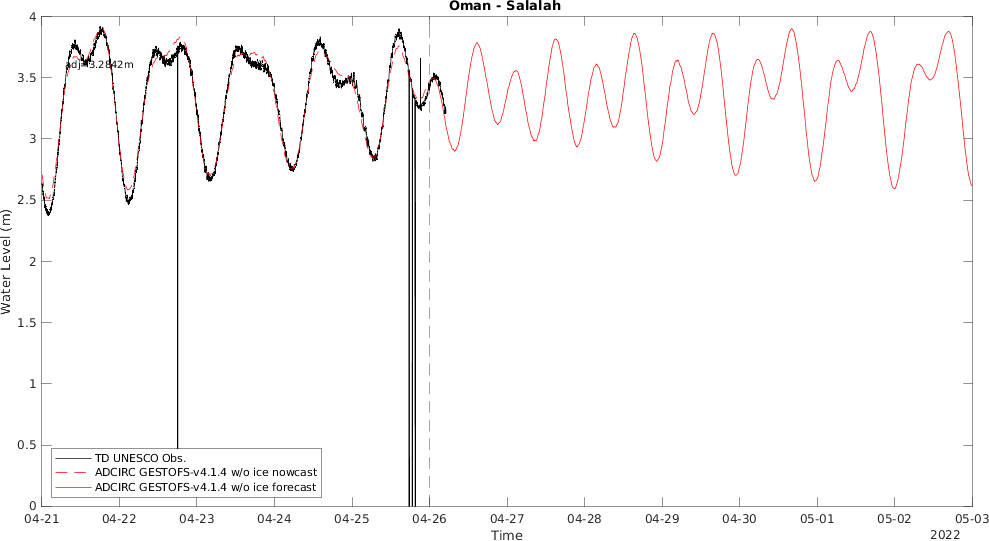 Oman - Salalah
4
adj=3.2842m
3.5
3
2.5
2
1.5
1
0.5
0
Water Level (m)
TD UNESCO Obs.
ADCIRC GESTOFS-v4.1.4 w/o ice nowcast
ADCIRC GESTOFS-v4.1.4 w/o ice forecast
04-21 04-22 04-23 04-24 04-25 04-26 04-27 04-28 04-29 04-30 05-01 05-02 05-03
Time
2022